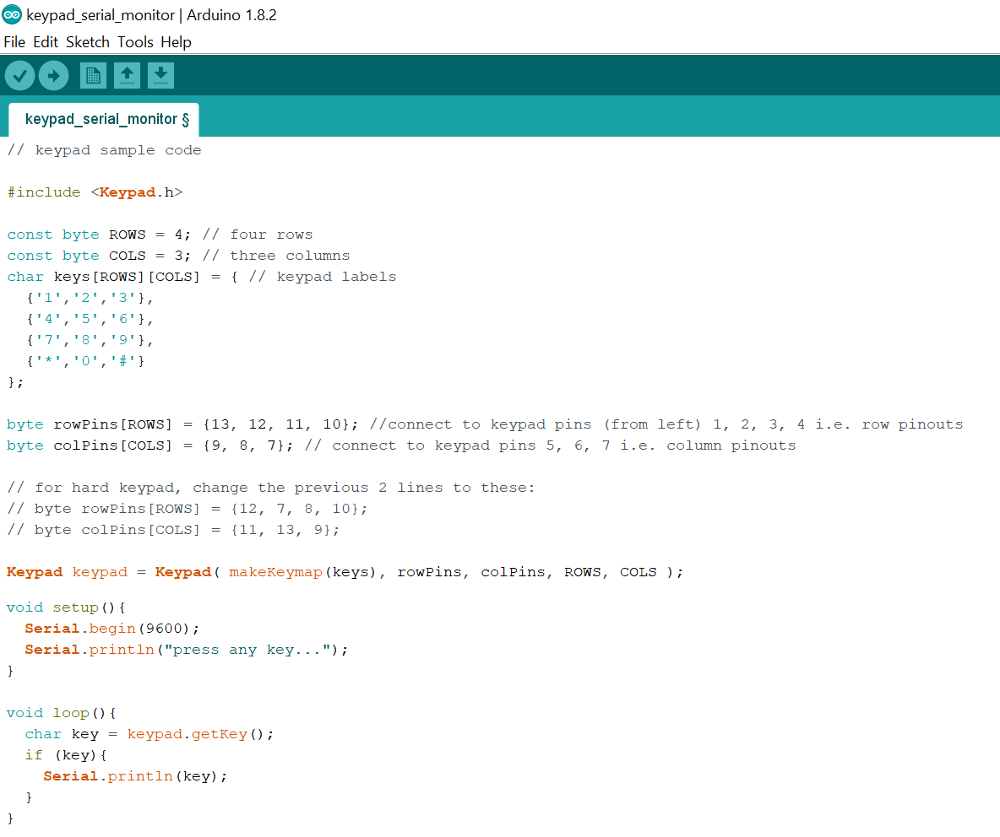 keypad_serial_monitor | Arduino 1.8.2
File Edit Sketch Tools Help
keypad_serial_monitor §
// keypad sample code
#include <Keypad.h>
const byte ROWS = 4; // four rows
const byte COLS = 3; // three columns
char keys[ROWS][COLS] = { // keypad labels
  {'1','2','3'},
  {'4','5','6'},
  {'7','8','9'},
  {'*','0','#'}
};
byte rowPins[ROWS] = {13, 12, 11, 10}; //connect to keypad pins (from left) 1, 2, 3, 4 i.e. row pinouts
byte colPins[COLS] = {9, 8, 7}; // connect to keypad pins 5, 6, 7 i.e. column pinouts
// for hard keypad, change the previous 2 lines to these:
// byte rowPins[ROWS] = {12, 7, 8, 10};
// byte colPins[COLS] = {11, 13, 9};
Keypad keypad = Keypad( makeKeymap(keys), rowPins, colPins, ROWS, COLS );
void setup(){
  Serial.begin(9600);
  Serial.println("press any key...");
}
void loop(){
  char key = keypad.getKey();
  if (key){
    Serial.println(key);
  }
}